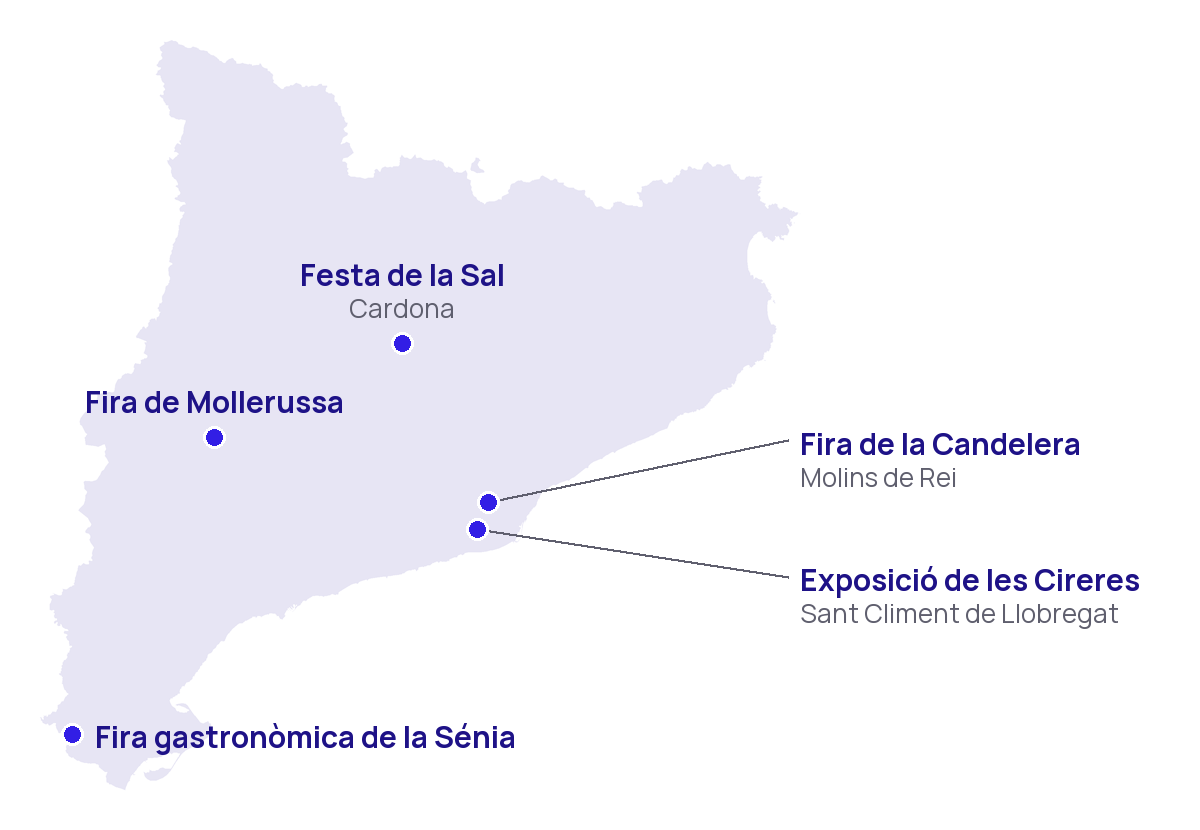 Festa de la Sal
Cardona
Fira de Mollerussa
Fira de la Candelera
Molins de Rei
Exposició de les Cireres
Sant Climent de Llobregat
Fira gastronòmica de la Sénia